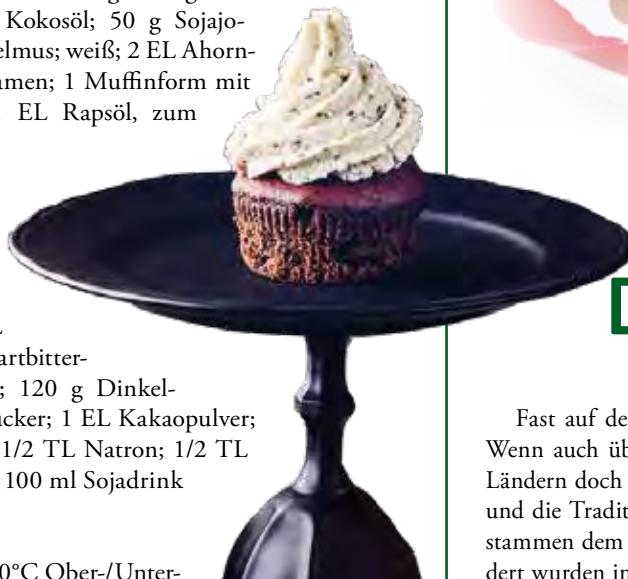 Kokosöl; 50 g Sojajo-
elmus; weiß; 2 EL Ahorn-
amen; 1 Muffinform mit
EL Rapsöl, zum
artbitter-
; 120 g Dinkel-
ucker; 1 EL Kakaopulver;
1/2 TL Natron; 1/2 TL
100 ml Sojadrink
0°C Ober-/Unter-
Fast auf de
Wenn auch üb
Ländern doch
und die Tradit
stammen dem
dert wurden in